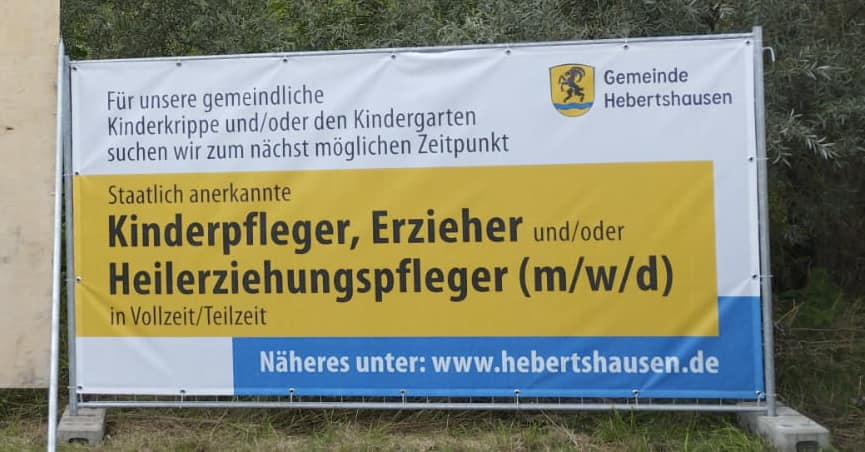 Für unsere gemeindliche
Kinderkrippe und/oder den Kindergarten
suchen wir zum nächst möglichen Zeitpunkt
Gemeinde
Hebertshausen
Staatlich anerkannte
Kinderpfleger, Erzieher und/oder
Heilerziehungspfleger (m/w/d)
in Vollzeit/Teilzeit
Näheres unter: www.hebertshausen.de